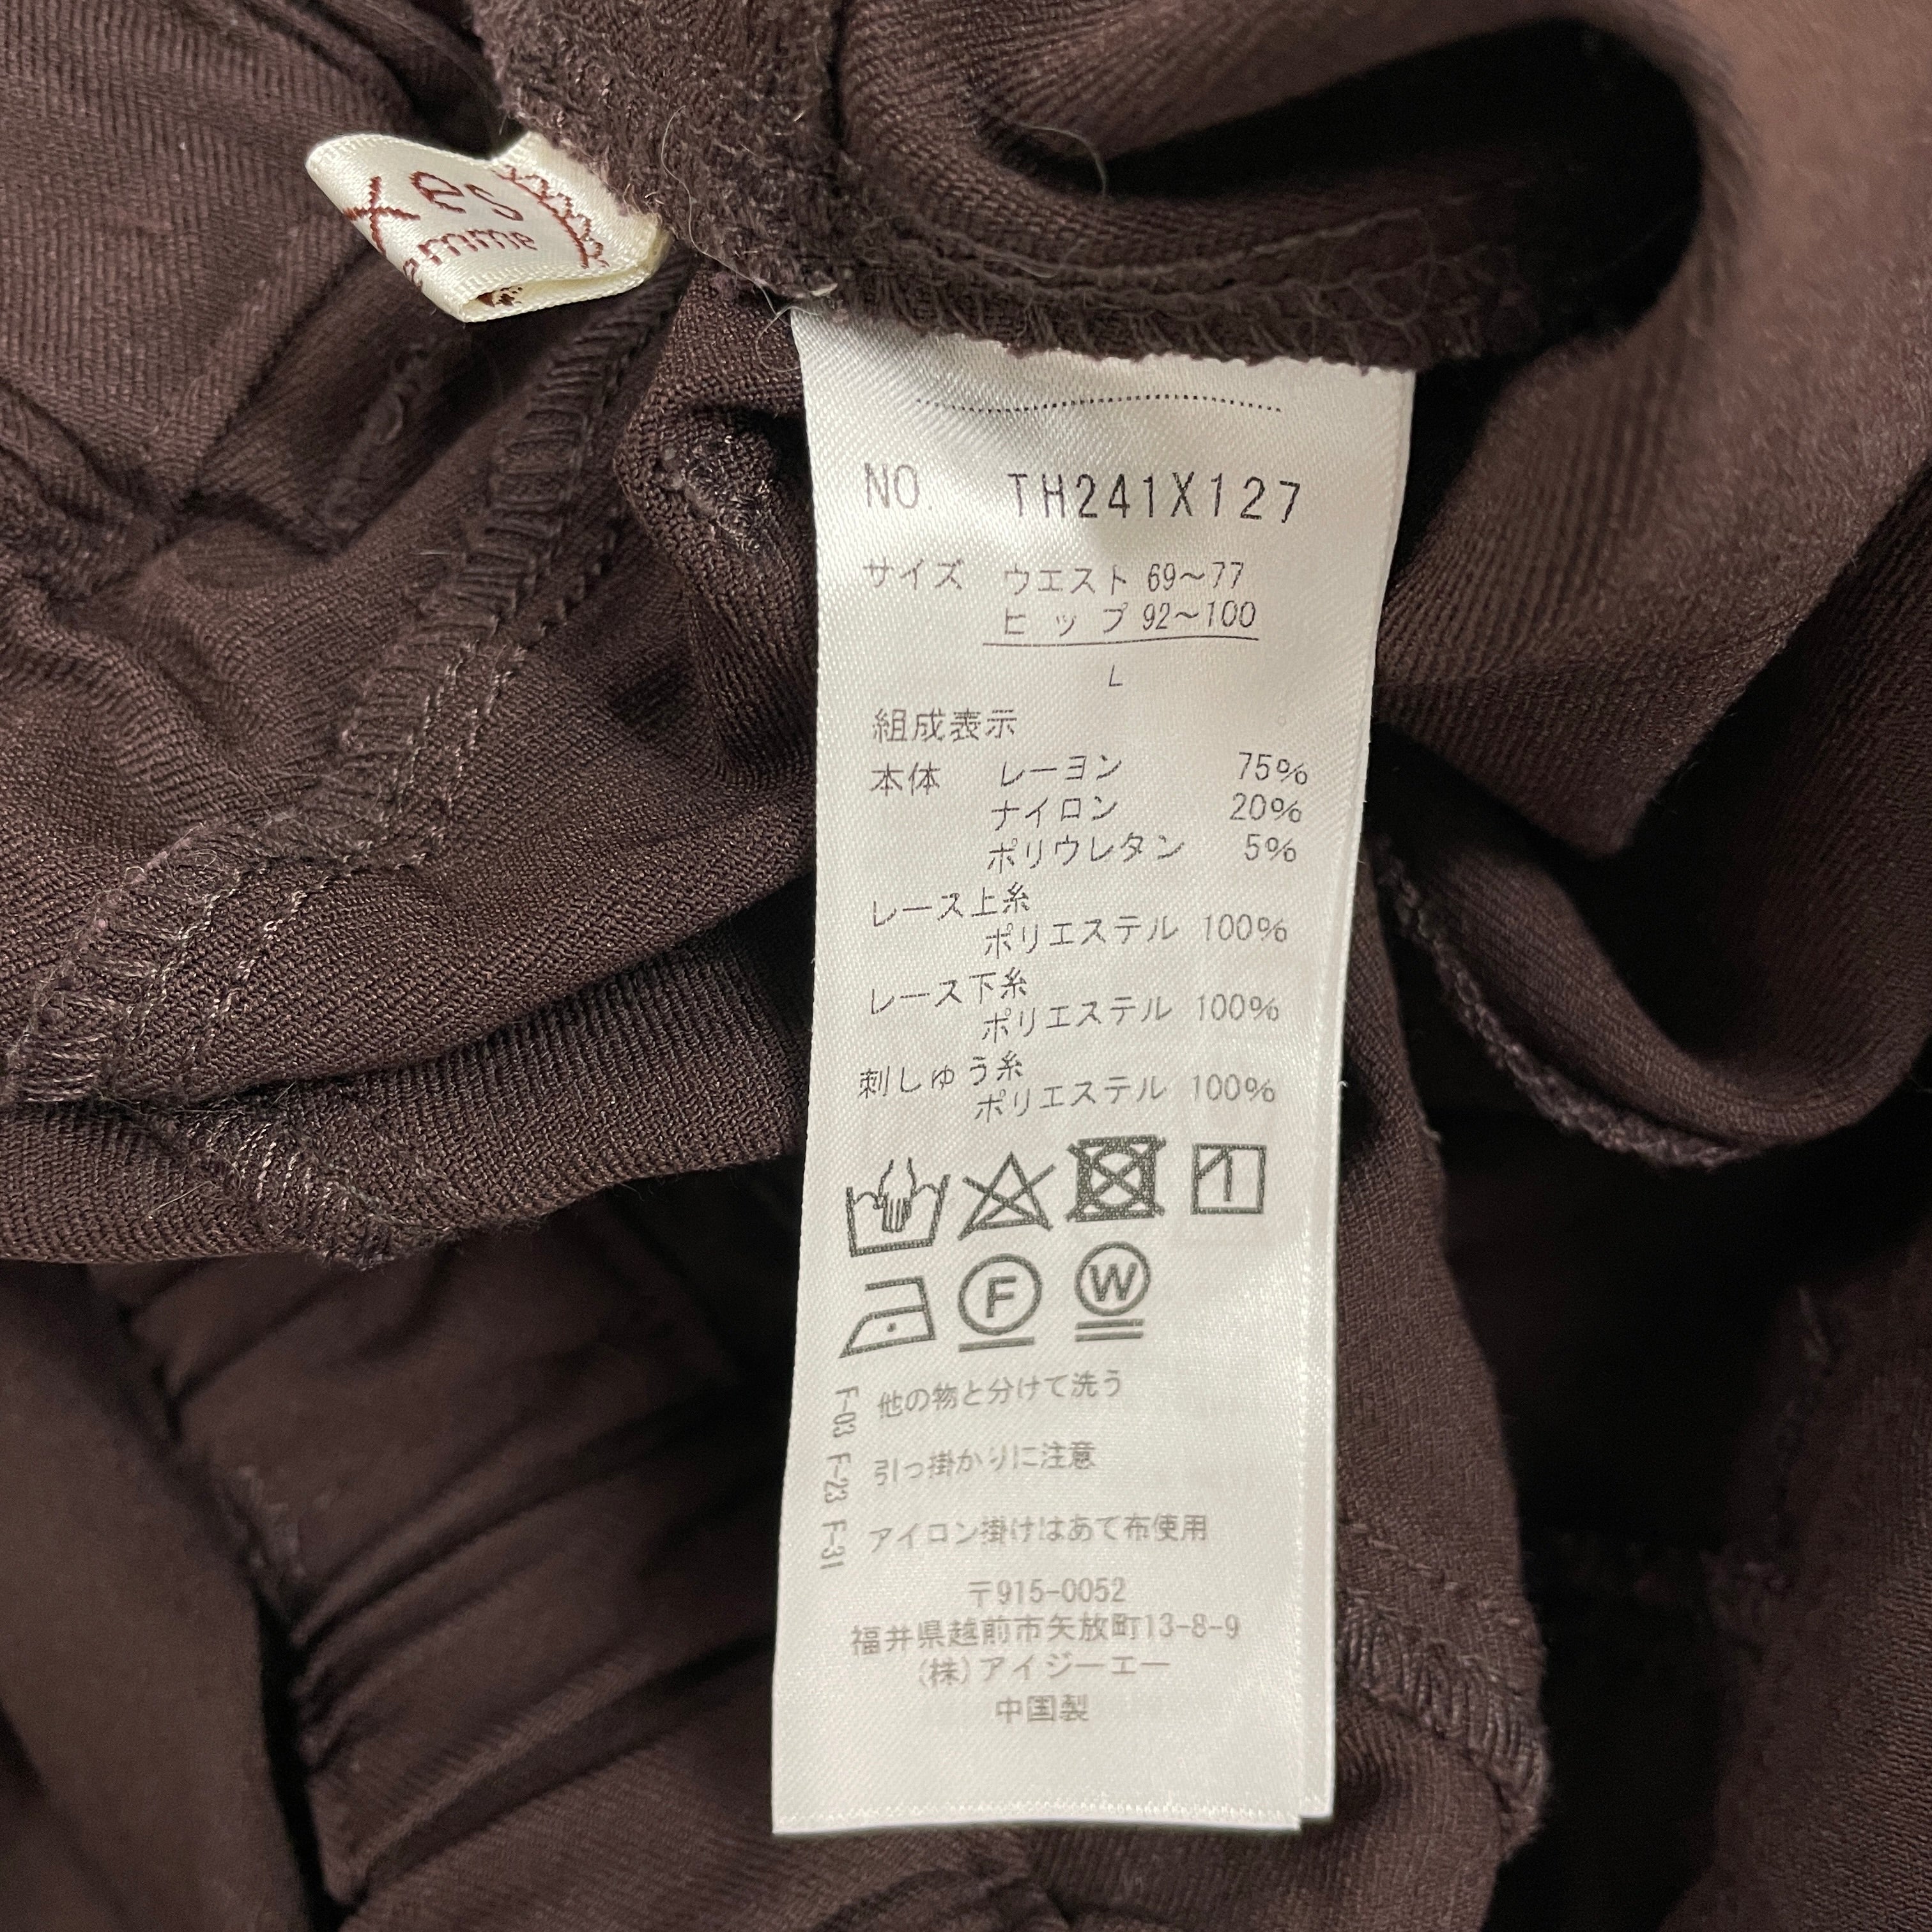 xes
emme
NO. TH241X127
サイズ ウエスト 69～77
ヒップ 92～100
L
組成表示
本体 レーヨン 75%
ナイロン 20%
ポリウレタン 5%
レース上糸
ポリエステル 100%
レース下糸
ポリエステル 100%
刺しゅう糸
ポリエステル 100%
F
W
F-03 他の物と分けて洗う
F-23 引っ掛かりに注意
F-31 アイロン掛けはあて布使用
〒915-0052
福井県越前市矢放町13-8-9
(株)アイジーエー
中国製